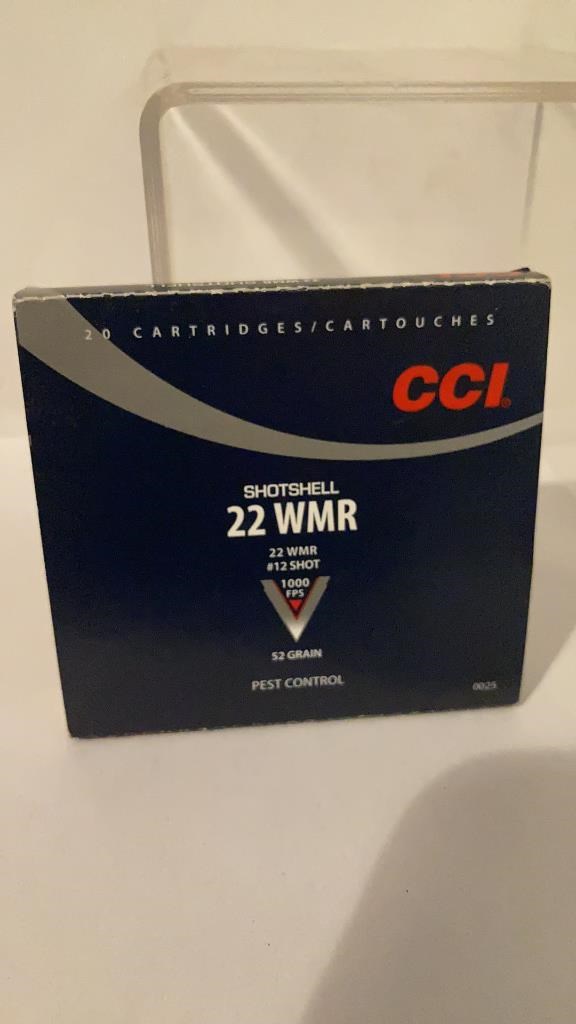 20 CARTRIDGES/CARTOUCHES
CCI®
SHOTSHELL
22 WMR
22 WMR
#12 SHOT
1000
FPS
52 GRAIN
PEST CONTROL
0025